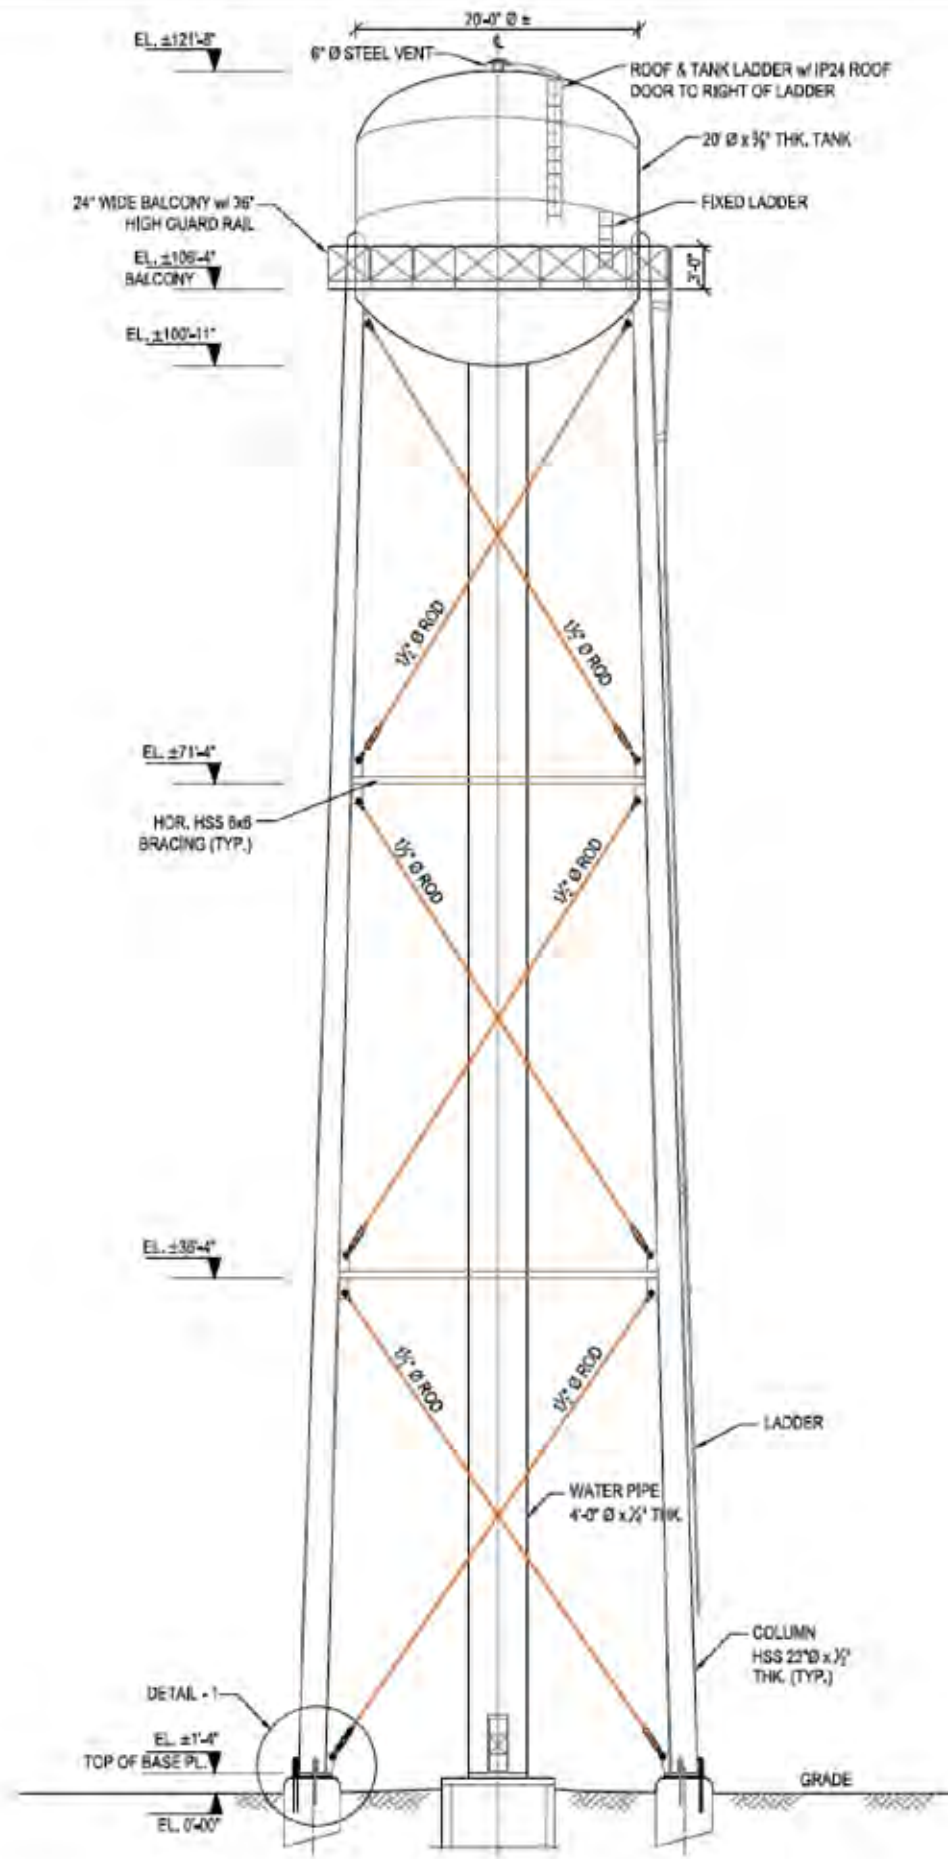 20'-0" Ø ±
℄
EL. ±121'-8"
6" Ø STEEL VENT
ROOF & TANK LADDER w/ IP24 ROOF
DOOR TO RIGHT OF LADDER
20' Ø x ⅜" THK. TANK
24" WIDE BALCONY w/ 36"
HIGH GUARD RAIL
FIXED LADDER
EL. ±106'-4"
BALCONY
3'-0"
EL. ±100'-11"
1½" Ø ROD
1½" Ø ROD
EL. ±71'-4"
HOR. HSS 6x6
BRACING (TYP.)
1½" Ø ROD
1½" Ø ROD
EL. ±36'-4"
1½" Ø ROD
1½" Ø ROD
LADDER
WATER PIPE
4'-0" Ø x THK.
COLUMN
HSS 22"Ø x ½"
THK. (TYP.)
DETAIL - 1
EL. ±1'-4"
TOP OF BASE PL.
GRADE
EL. 0'-00"